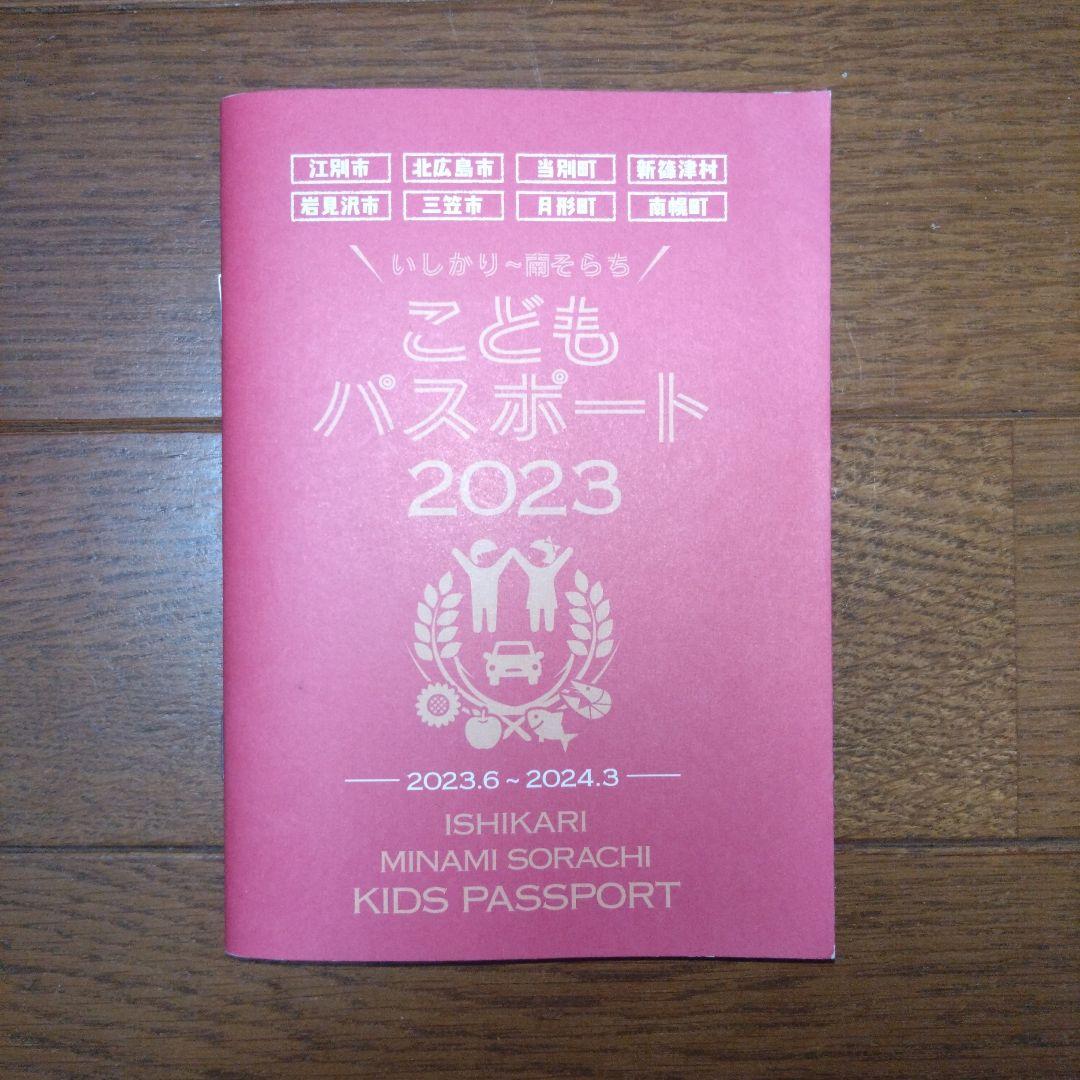 江別市 北広島市 当別町 新篠津村
岩見沢市 三笠市 月形町 南幌町
いしかり~南そらち
こども
パスポート
2023
2023.6~2024.3
ISHIKARI
MINAMI SORACHI
KIDS PASSPORT